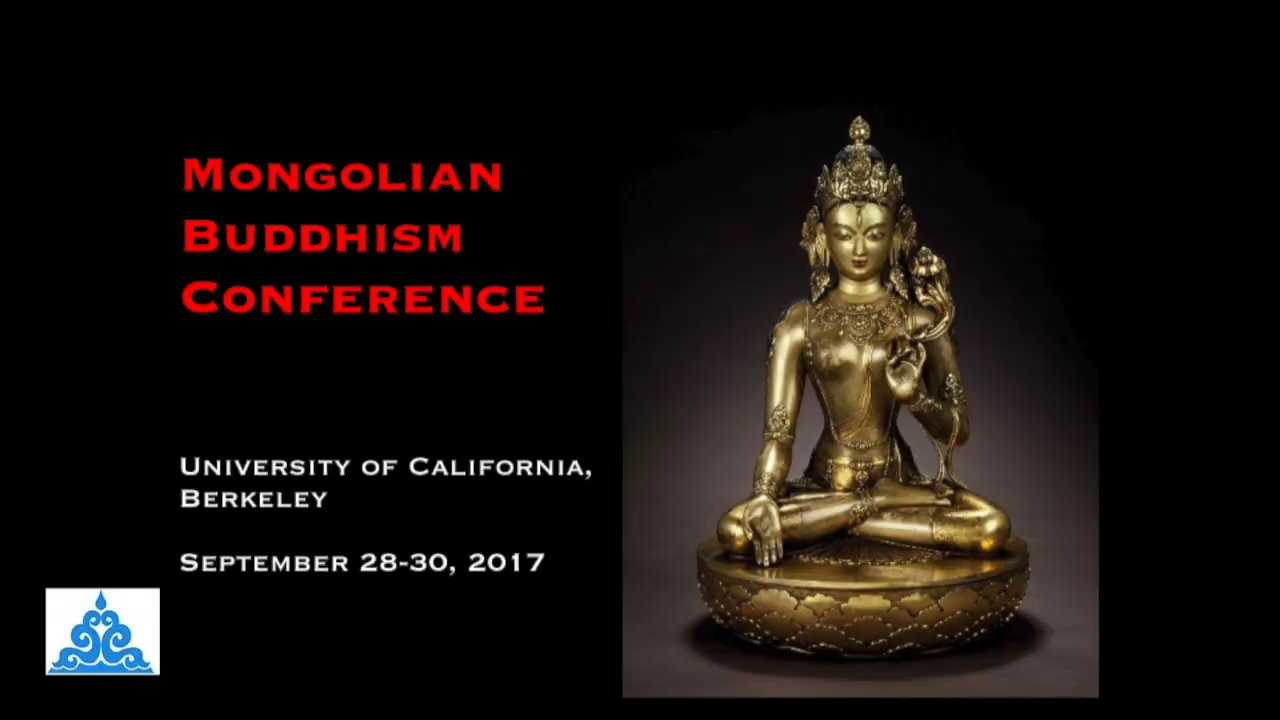 Mongolian
Buddhism
Conference
University of California,
Berkeley
September 28-30, 2017